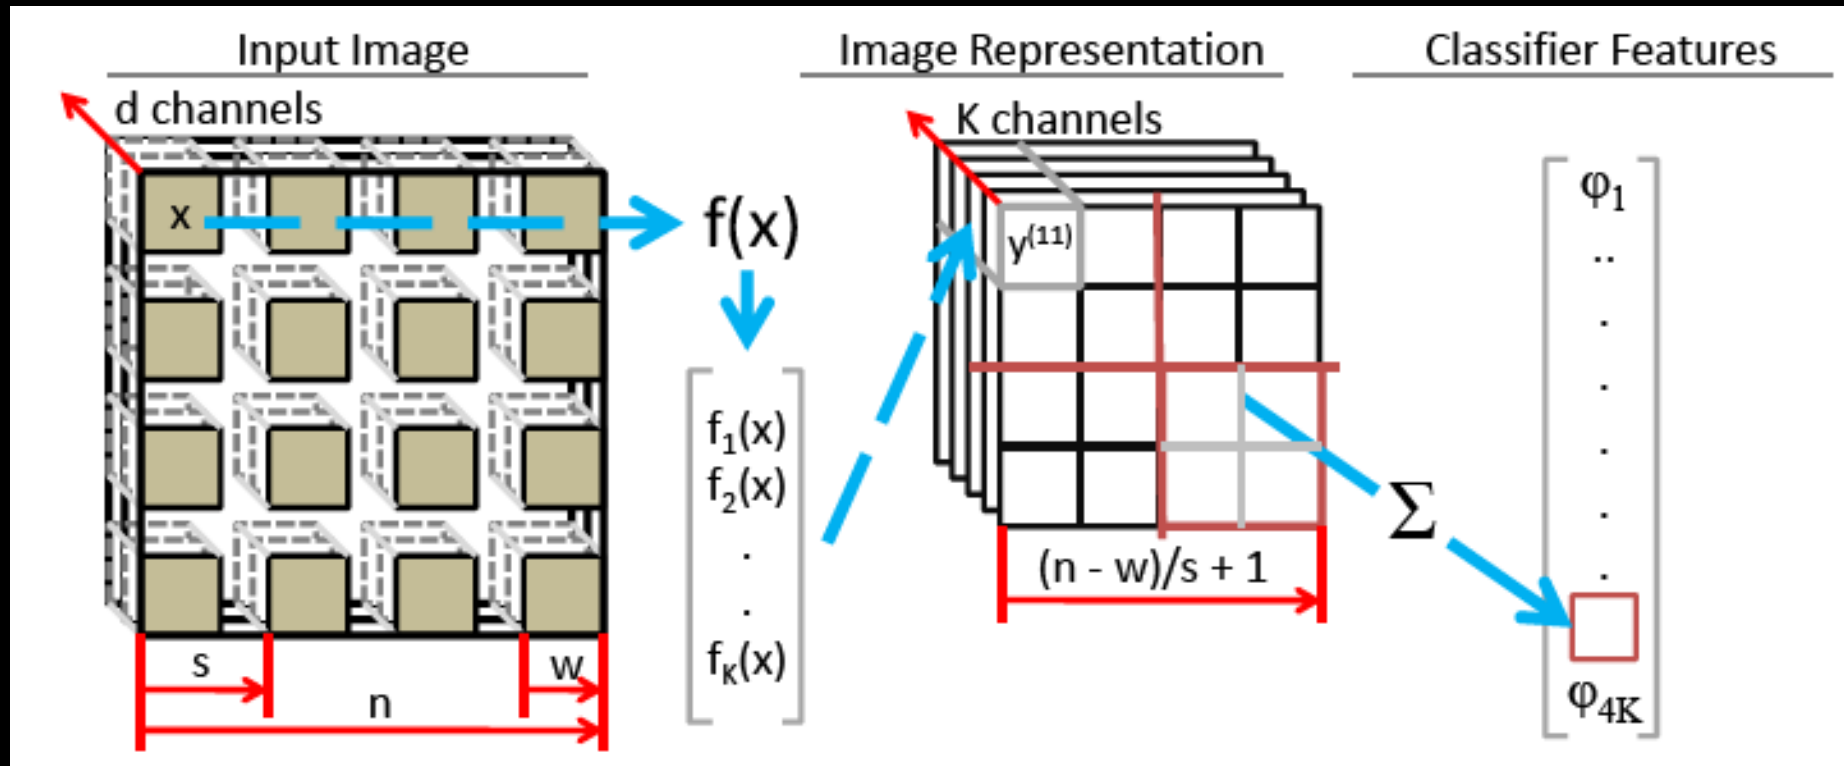 Input Image
d channels
x
f(x)
f₁(x)
f₂(x)
.
.
fₖ(x)
s
w
n
Image Representation
K channels
y⁽¹¹⁾
(n - w)/s + 1
Σ
Classifier Features
φ₁
..
.
.
.
.
.
φ₄K